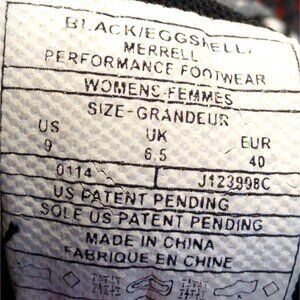 BLACK/EGGSHELL/
MERRELL
PERFORMANCE FOOTWEAR
WOMENS-FEMMES
SIZE-GRANDEUR
US UK EUR
9 6.5 40
0114 J123998C
US PATENT PENDING
SOLE US PATENT PENDING
MADE IN CHINA
FABRIQUE EN CHINE